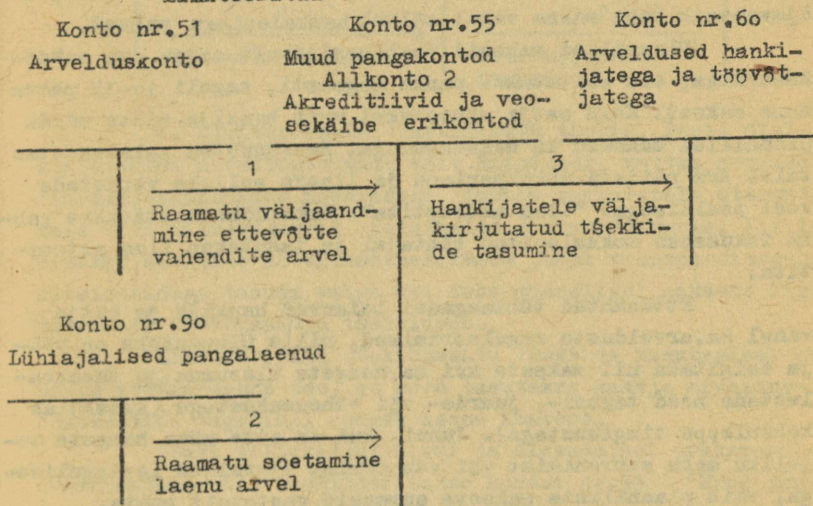 Konto nr.51
Arvelduskonto
Konto nr.55
Muud pangakontod
Allkonto 2
Akreditiivid ja veo-
sekäibe erikontod
Konto nr.6o
Arveldused hanki-
jatega ja töövõt-
jatega
1
Raamatu väljaand-
mine ettevõtte
vahendite arvel
3
Hankijatele välja-
kirjutatud tšekki-
de tasumine
Konto nr.9o
Lühiajalised pangalaenud
2
Raamatu soetamine
laenu arvel